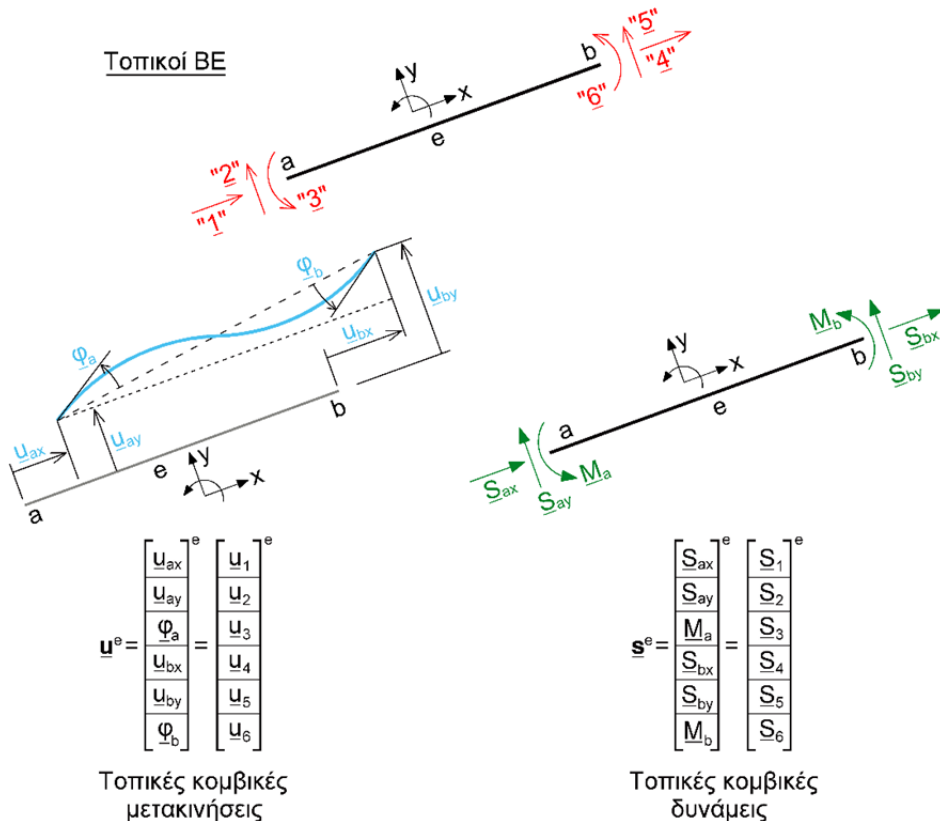 Τοπικοί ΒΕ
"5"
"4"
b
"6"
y
x
e
a
"2"
"1"
"3"
φb
uby
ubx
φa
uay
uax
b
e
y
x
a
Mb
Sbx
Sby
b
y
x
e
a
Sax
Say
Ma
u^e = [uax uay φa ubx uby φb]^e = [u1 u2 u3 u4 u5 u6]^e
s^e = [Sax Say Ma Sbx Sby Mb]^e = [S1 S2 S3 S4 S5 S6]^e
Τοπικές κομβικές
μετακινήσεις
Τοπικές κομβικές
δυνάμεις